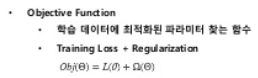 • Objective Function
• 학습 데이터에 최적화된 파라미터 찾는 함수
• Training Loss + Regularization
Obj(Θ) = L(θ) + Ω(Θ)